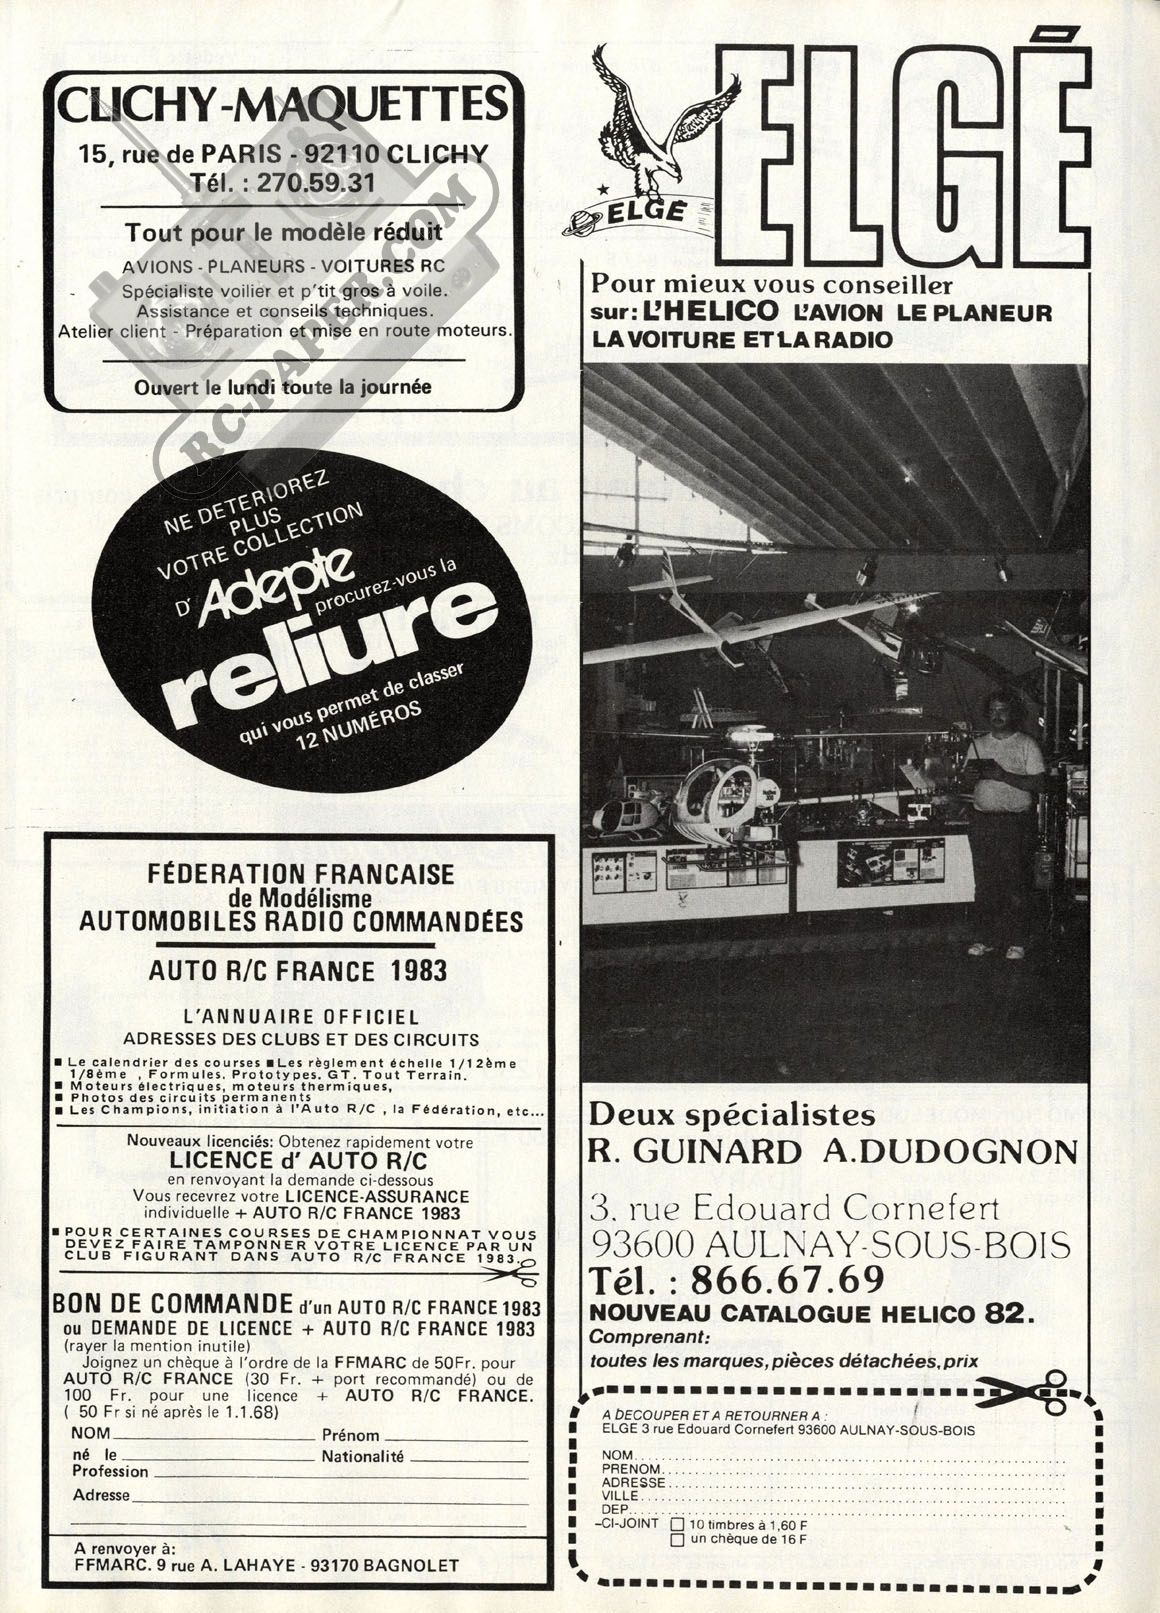 CLICHY-MAQUETTES
15, rue de PARIS - 92110 CLICHY
Tél. : 270.59.31
Tout pour le modèle réduit
AVIONS - PLANEURS - VOITURES RC
Spécialiste voilier et p'tit gros à voile.
Assistance et conseils techniques.
Atelier client - Préparation et mise en route moteurs.
Ouvert le lundi toute la journée
RC-PAPER.COM
NE DETERIOREZ
PLUS
VOTRE COLLECTION
D' Adepte
procurez-vous la
reliure
qui vous permet de classer
12 NUMÉROS
FÉDERATION FRANCAISE
de Modélisme
AUTOMOBILES RADIO COMMANDÉES
AUTO R/C FRANCE 1983
L'ANNUAIRE OFFICIEL
ADRESSES DES CLUBS ET DES CIRCUITS
■ Le calendrier des courses ■ Les règlement échelle 1/12ème
1/8ème , Formules. Prototypes. GT. Tout Terrain.
■ Moteurs électriques, moteurs thermiques,
■ Photos des circuits permanents
■ Les Champions, initiation à l'Auto R/C , la Fédération, etc...
Nouveaux licenciés: Obtenez rapidement votre
LICENCE d' AUTO R/C
en renvoyant la demande ci-dessous
Vous recevrez votre LICENCE-ASSURANCE
individuelle + AUTO R/C FRANCE 1983
■ POUR CERTAINES COURSES DE CHAMPIONNAT VOUS
DEVEZ FAIRE TAMPONNER VOTRE LICENCE PAR UN
CLUB FIGURANT DANS AUTO R/C FRANCE 1983.
BON DE COMMANDE d'un AUTO R/C FRANCE 1983
ou DEMANDE DE LICENCE + AUTO R/C FRANCE 1983
(rayer la mention inutile)
Joignez un chèque à l'ordre de la FFMARC de 50Fr. pour
AUTO R/C FRANCE (30 Fr. + port recommandé) ou de
100 Fr. pour une licence + AUTO R/C FRANCE.
( 50 Fr si né après le 1.1.68)
NOM Prénom
né le Nationalité
Profession
Adresse
A renvoyer à:
FFMARC. 9 rue A. LAHAYE - 93170 BAGNOLET
ELGÉ
ELGÉ
Pour mieux vous conseiller
sur: L'HELICO L'AVION LE PLANEUR
LA VOITURE ET LA RADIO
Deux spécialistes
R. GUINARD A.DUDOGNON
3. rue Edouard Cornefert
93600 AULNAY-SOUS-BOIS
Tél. : 866.67.69
NOUVEAU CATALOGUE HELICO 82.
Comprenant:
toutes les marques, pièces détachées, prix
A DECOUPER ET A RETOURNER A :
ELGE 3 rue Edouard Cornefert 93600 AULNAY-SOUS-BOIS
NOM
PRENOM
ADRESSE
VILLE
DEP
-CI-JOINT □ 10 timbres à 1,60 F
□ un chèque de 16 F